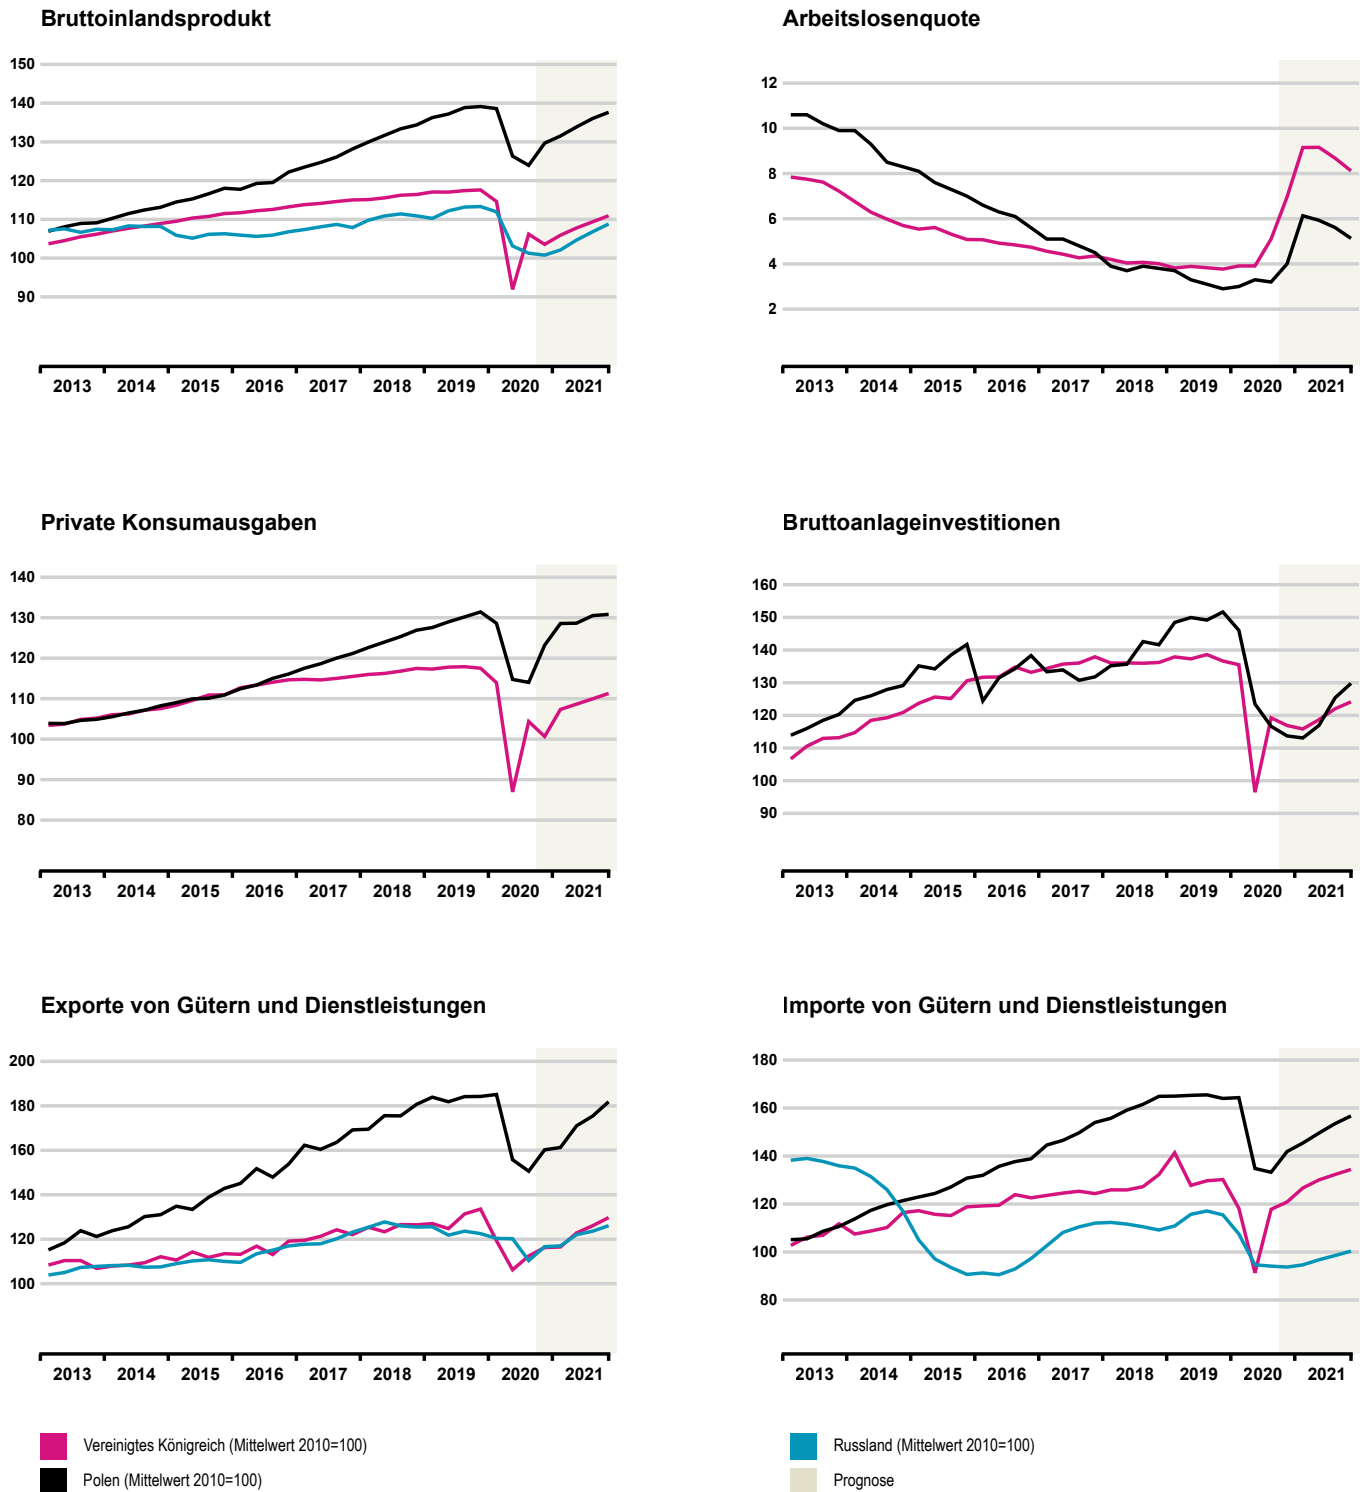 Bruttoinlandsprodukt
150
140
130
120
110
100
90
2013 2014 2015 2016 2017 2018 2019 2020 2021
Arbeitslosenquote
12
10
8
6
4
2
2013 2014 2015 2016 2017 2018 2019 2020 2021
Private Konsumausgaben
140
130
120
110
100
90
80
2013 2014 2015 2016 2017 2018 2019 2020 2021
Bruttoanlageinvestitionen
160
150
140
130
120
110
100
90
2013 2014 2015 2016 2017 2018 2019 2020 2021
Exporte von Gütern und Dienstleistungen
200
180
160
140
120
100
2013 2014 2015 2016 2017 2018 2019 2020 2021
Importe von Gütern und Dienstleistungen
180
160
140
120
100
80
2013 2014 2015 2016 2017 2018 2019 2020 2021
Vereinigtes Königreich (Mittelwert 2010=100)
Polen (Mittelwert 2010=100)
Russland (Mittelwert 2010=100)
Prognose